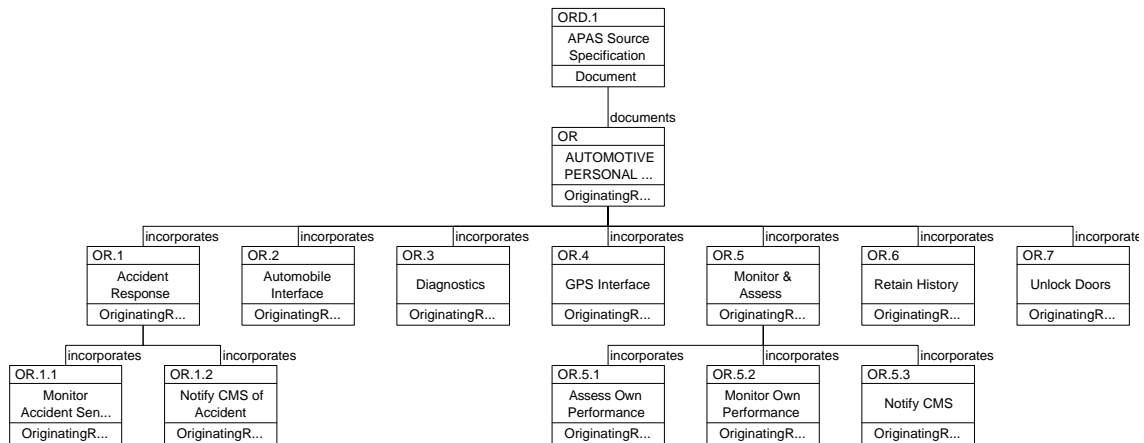 ORD.1
APAS Source
Specification
Document
documents
OR
AUTOMOTIVE
PERSONAL ...
OriginatingR...
incorporates
OR.1
Accident
Response
OriginatingR...
incorporates
OR.2
Automobile
Interface
OriginatingR...
incorporates
OR.3
Diagnostics
OriginatingR...
incorporates
OR.4
GPS Interface
OriginatingR...
incorporates
OR.5
Monitor &
Assess
OriginatingR...
incorporates
OR.6
Retain History
OriginatingR...
incorporate
OR.7
Unlock Doors
OriginatingR...
incorporates
OR.1.1
Monitor
Accident Sen...
OriginatingR...
incorporates
OR.1.2
Notify CMS of
Accident
OriginatingR...
incorporates
OR.5.1
Assess Own
Performance
OriginatingR...
incorporates
OR.5.2
Monitor Own
Performance
OriginatingR...
incorporates
OR.5.3
Notify CMS
OriginatingR...